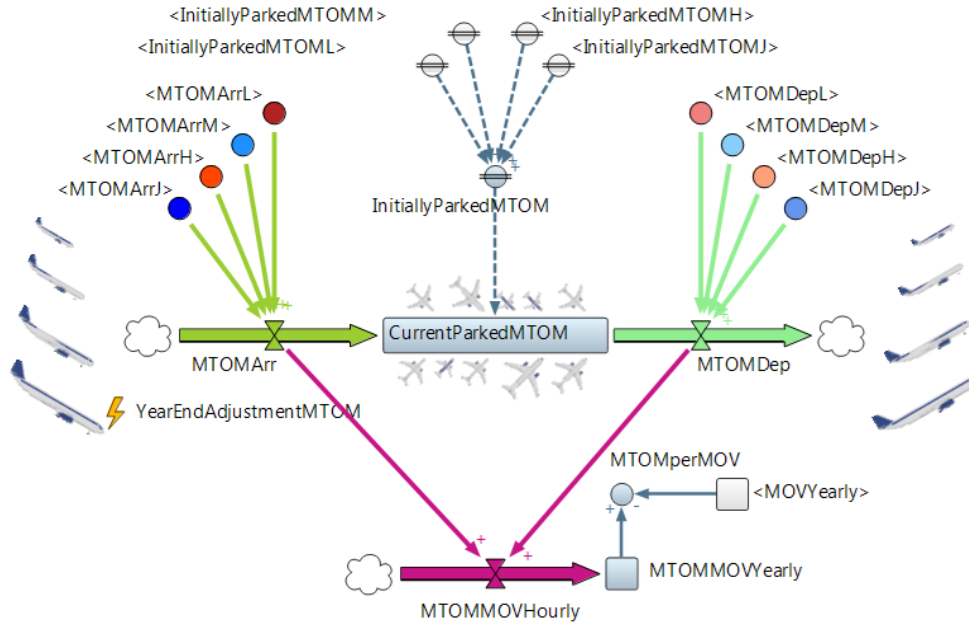 <InitiallyParkedMTOMM>
<InitiallyParkedMTOMH>
<InitiallyParkedMTOML>
<InitiallyParkedMTOMJ>
<MTOMArrL>
<MTOMDepL>
<MTOMArrM>
<MTOMDepM>
<MTOMArrH>
<MTOMDepH>
<MTOMArrJ>
<MTOMDepJ>
InitiallyParkedMTOM
CurrentParkedMTOM
MTOMArr
MTOMDep
YearEndAdjustmentMTOM
MTOMperMOV
<MOVYearly>
MTOMMOVYearly
MTOMMOVHourly